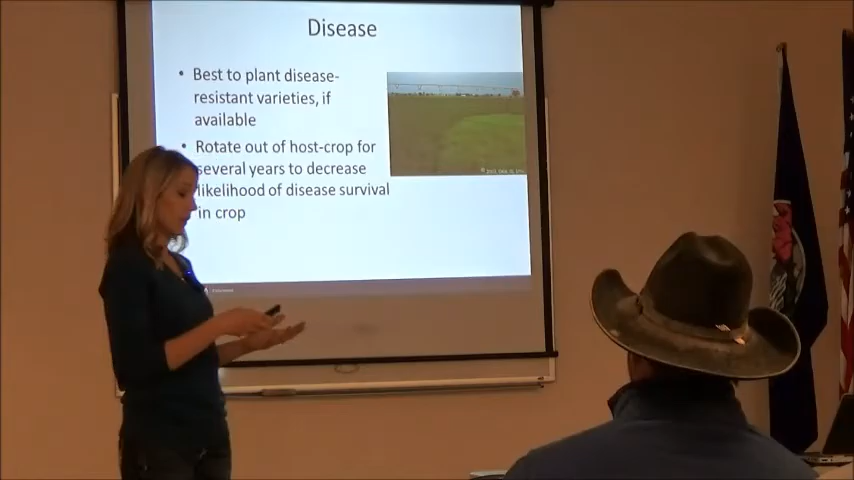 Disease
• Best to plant disease-
resistant varieties, if
available
• Rotate out of host-crop for
several years to decrease
likelihood of disease survival
in crop